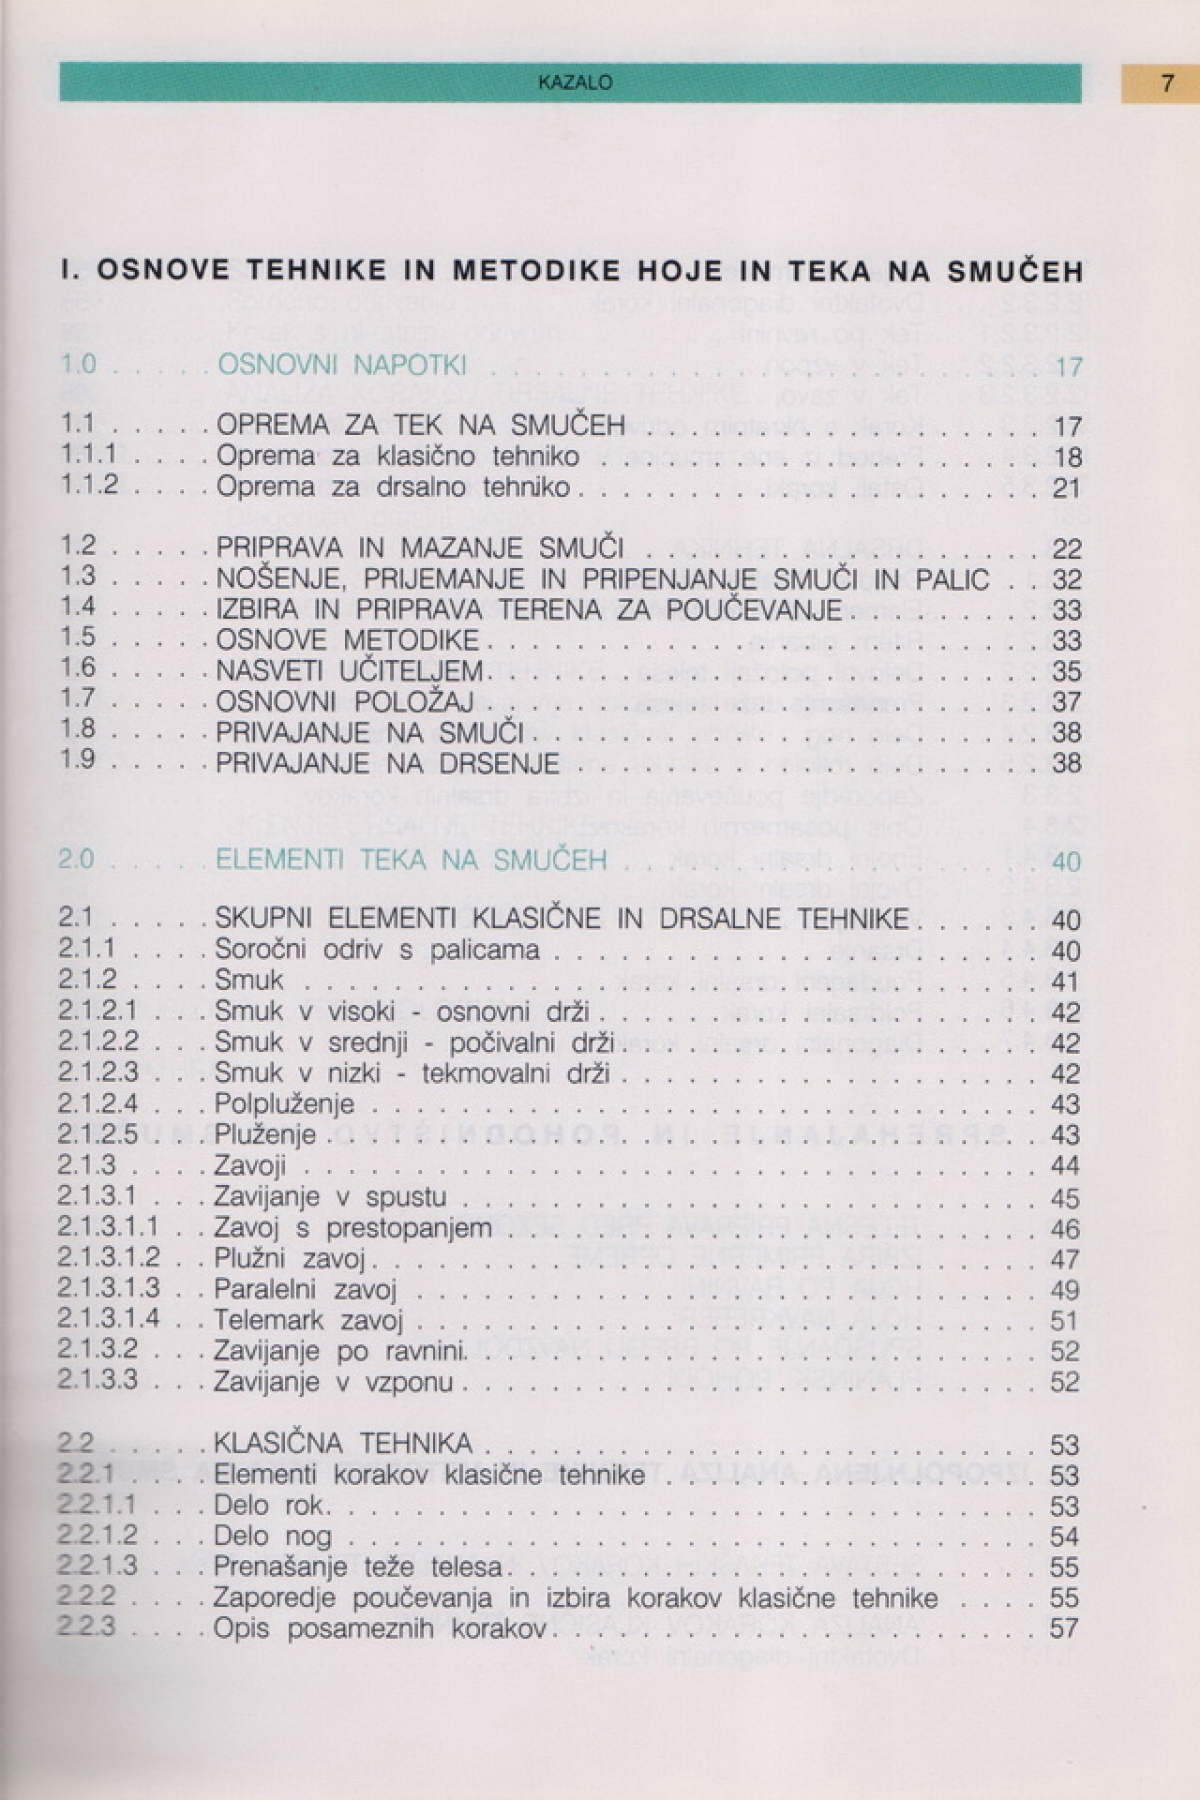 KAZALO 7
I. OSNOVE TEHNIKE IN METODIKE HOJE IN TEKA NA SMUČEH
1.0 . . . . . . OSNOVNI NAPOTKI . . . . . . . . . . 17
1.1 . . . . . . OPREMA ZA TEK NA SMUČEH . . . . . . . . . . 17
1.1.1 . . . . Oprema za klasično tehniko . . . . . . . . . . 18
1.1.2 . . . . Oprema za drsalno tehniko . . . . . . . . . . 21
1.2 . . . . . . PRIPRAVA IN MAZANJE SMUČI . . . . . . . . . . 22
1.3 . . . . . . NOŠENJE, PRIJEMANJE IN PRIPENJANJE SMUČI IN PALIC . . 32
1.4 . . . . . . IZBIRA IN PRIPRAVA TERENA ZA POUČEVANJE . . . . . . . 33
1.5 . . . . . . OSNOVE METODIKE . . . . . . . . . . 33
1.6 . . . . . . NASVETI UČITELJEM . . . . . . . . . . 35
1.7 . . . . . . OSNOVNI POLOŽAJ . . . . . . . . . . 37
1.8 . . . . . . PRIVAJANJE NA SMUČI . . . . . . . . . . 38
1.9 . . . . . . PRIVAJANJE NA DRSENJE . . . . . . . . . . 38
2.0 . . . . . . ELEMENTI TEKA NA SMUČEH . . . . . . . . . . 40
2.1 . . . . . . SKUPNI ELEMENTI KLASIČNE IN DRSALNE TEHNIKE . . . . . . 40
2.1.1 . . . . Soročni odriv s palicama . . . . . . . . . . 40
2.1.2 . . . . Smuk . . . . . . . . . . 41
2.1.2.1 . . . Smuk v visoki - osnovni drži . . . . . . . . . . 42
2.1.2.2 . . . Smuk v srednji - počivalni drži . . . . . . . . . . 42
2.1.2.3 . . . Smuk v nizki - tekmovalni drži . . . . . . . . . . 42
2.1.2.4 . . . Polpluženje . . . . . . . . . . 43
2.1.2.5 . . . Pluženje . . . . . . . . . . 43
2.1.3 . . . . Zavoji . . . . . . . . . . 44
2.1.3.1 . . . Zavijanje v spustu . . . . . . . . . . 45
2.1.3.1.1 . . Zavoj s prestopanjem . . . . . . . . . . 46
2.1.3.1.2 . . Plužni zavoj . . . . . . . . . . 47
2.1.3.1.3 . . Paralelni zavoj . . . . . . . . . . 49
2.1.3.1.4 . . Telemark zavoj . . . . . . . . . . 51
2.1.3.2 . . . Zavijanje po ravnini . . . . . . . . . . 52
2.1.3.3 . . . Zavijanje v vzponu . . . . . . . . . . 52
2.2 . . . . . . KLASIČNA TEHNIKA . . . . . . . . . . 53
2.2.1 . . . . Elementi korakov klasične tehnike . . . . . . . . . . 53
2.2.1.1 . . . Delo rok . . . . . . . . . . 53
2.2.1.2 . . . Delo nog . . . . . . . . . . 54
2.2.1.3 . . . Prenašanje teže telesa . . . . . . . . . . 55
2.2.2 . . . . Zaporedje poučevanja in izbira korakov klasične tehnike . . . . 55
2.2.3 . . . . Opis posameznih korakov . . . . . . . . . . 57